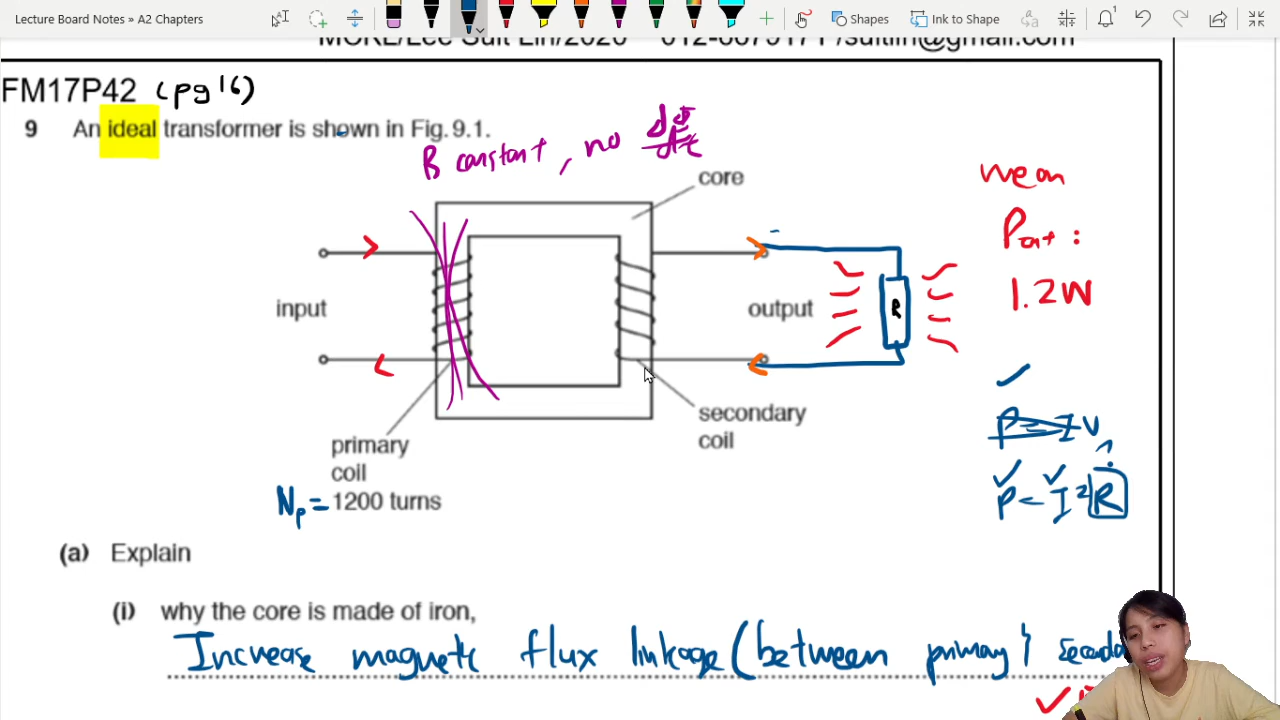 Lecture Board Notes » A2 Chapters
Shapes
Ink to Shape
FM17P42 (pg 16)
9 An ideal transformer is shown in Fig. 9.1.
B constant, no dΦ/dt
core
mean
Pout :
1.2W
input
output
R
P = IV
P = I²R
primary
coil
Np = 1200 turns
secondary
coil
(a) Explain
(i) why the core is made of iron,
Increase magnetic flux linkage (between primary